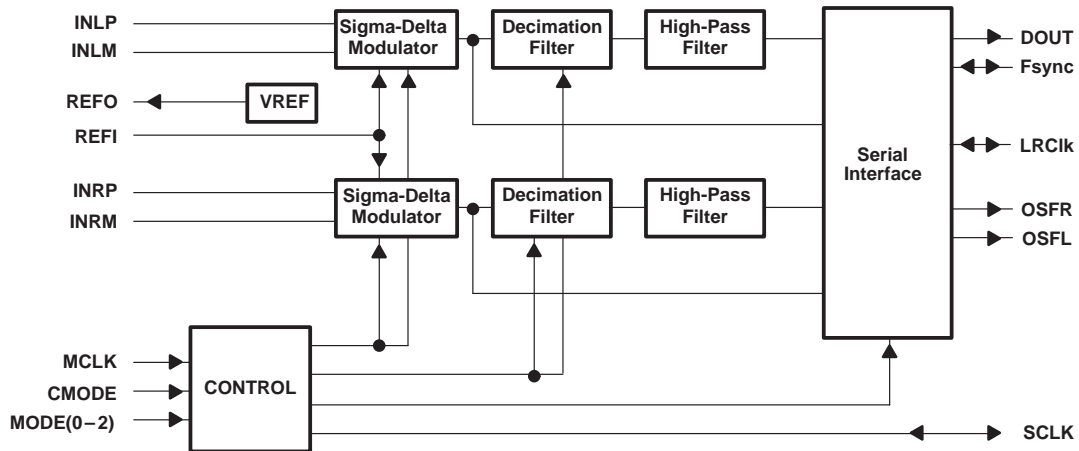 INLP
INLM
REFO
REFI
INRP
INRM
MCLK
CMODE
MODE(0–2)
Sigma-Delta
Modulator
Decimation
Filter
High-Pass
Filter
VREF
Sigma-Delta
Modulator
Decimation
Filter
High-Pass
Filter
CONTROL
Serial
Interface
DOUT
Fsync
LRClk
OSFR
OSFL
SCLK